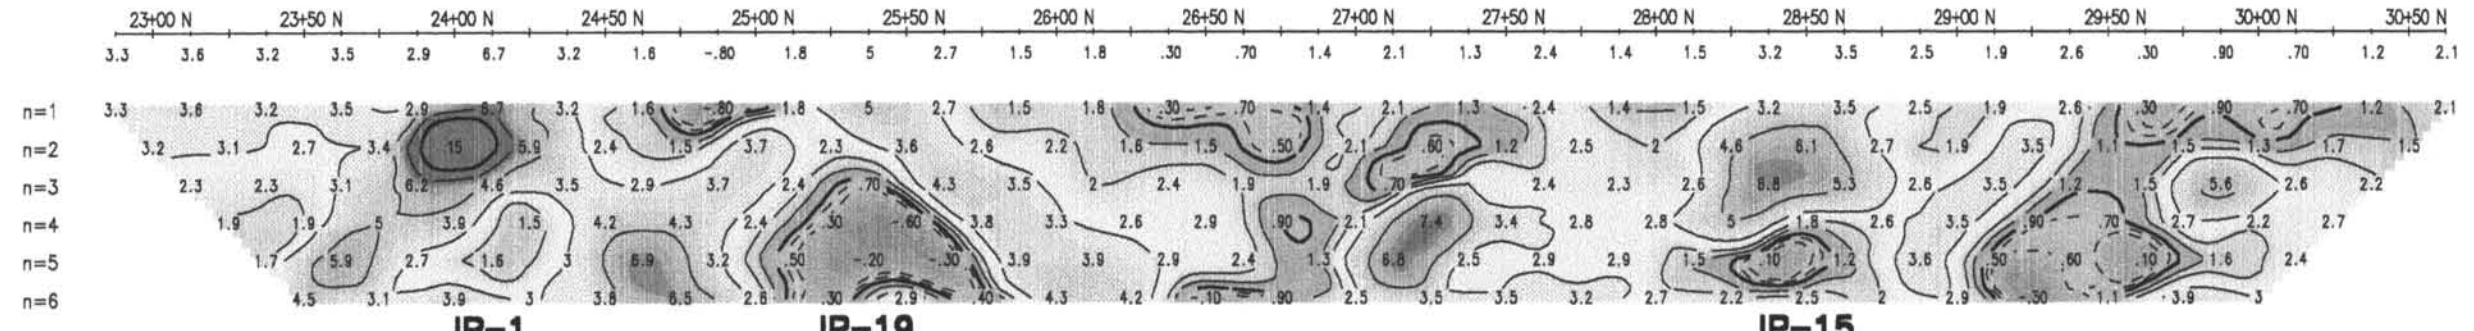 23+00 N 23+50 N 24+00 N 24+50 N 25+00 N 25+50 N 26+00 N 26+50 N 27+00 N 27+50 N 28+00 N 28+50 N 29+00 N 29+50 N 30+00 N 30+50 N
3.3 3.6 3.2 3.5 2.9 6.7 3.2 1.6 -.80 1.8 5 2.7 1.5 1.8 .30 .70 1.4 2.1 1.3 2.4 1.4 1.5 3.2 3.5 2.5 1.9 2.6 .30 .90 .70 1.2 2.1
n=1 3.3 3.6 3.2 3.5 2.9 6.7 3.2 1.6 -.80 1.8 5 2.7 1.5 1.8 .30 .70 1.4 2.1 1.3 2.4 1.4 1.5 3.2 3.5 2.5 1.9 2.6 .30 .90 .70 1.2 2.1
n=2 3.2 3.1 2.7 3.4 15 5.9 2.4 1.5 3.7 2.3 3.6 2.6 2.2 1.6 1.5 .50 2.1 .60 1.2 2.5 2 4.6 6.1 2.7 1.9 3.5 1.1 1.5 1.3 1.7 1.5
n=3 2.3 2.3 3.1 6.2 4.6 3.5 2.9 3.7 2.4 .70 4.3 3.5 2 2.4 1.9 1.9 .70 2.4 2.3 2.6 6.8 5.3 2.6 3.5 1.2 1.5 5.6 2.6 2.2
n=4 1.9 1.9 5 3.9 1.5 4.2 4.3 2.4 .30 -.60 3.8 3.3 2.6 2.9 .90 2.1 7.4 3.4 2.8 2.8 5 1.8 2.6 3.5 .90 .70 2.7 2.2 2.7
n=5 1.7 5.9 2.7 1.6 3 6.9 3.2 .50 -.20 -.30 3.9 3.9 2.9 2.4 1.3 6.8 2.5 2.9 2.9 1.5 .10 1.2 3.6 .50 .60 .10 1.6 2.4
n=6 4.5 3.1 3.9 3 3.8 6.5 2.6 .30 2.9 .40 4.3 4.2 -.10 .90 2.5 3.5 3.5 3.2 2.7 2.2 2.5 2 2.9 -.30 1.1 3.9 3
IP-1 IP-19 IP-15